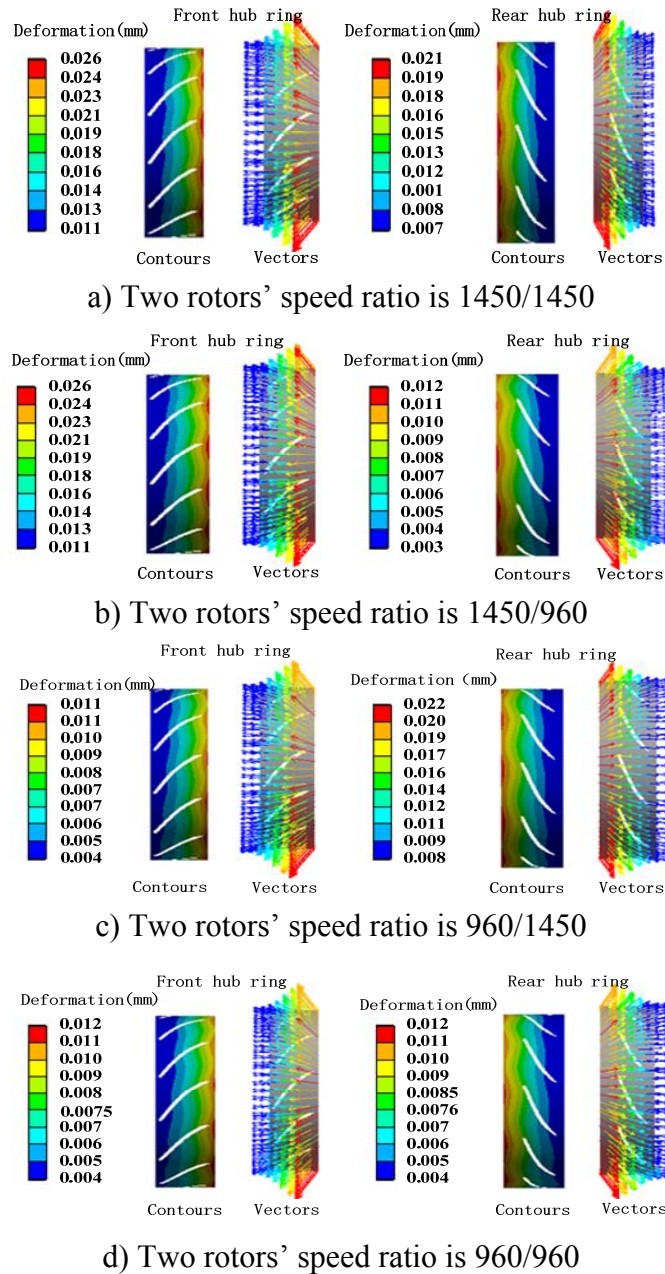 Front hub ring
Rear hub ring
Deformation(mm)
0.026
0.024
0.023
0.021
0.019
0.018
0.016
0.014
0.013
0.011
Contours
Vectors
Deformation(mm)
0.021
0.019
0.018
0.016
0.015
0.013
0.012
0.001
0.008
0.007
Contours
Vectors
a) Two rotors’ speed ratio is 1450/1450
Front hub ring
Rear hub ring
Deformation(mm)
0.026
0.024
0.023
0.021
0.019
0.018
0.016
0.014
0.013
0.011
Contours
Vectors
Deformation(mm)
0.012
0.011
0.010
0.009
0.008
0.007
0.006
0.005
0.004
0.003
Contours
Vectors
b) Two rotors’ speed ratio is 1450/960
Front hub ring
Rear hub ring
Deformation(mm)
0.011
0.011
0.010
0.009
0.008
0.007
0.007
0.006
0.005
0.004
Contours
Vectors
Deformation (mm)
0.022
0.020
0.019
0.017
0.016
0.014
0.012
0.011
0.009
0.008
Contours
Vectors
c) Two rotors’ speed ratio is 960/1450
Front hub ring
Rear hub ring
Deformation(mm)
0.012
0.011
0.010
0.009
0.008
0.0075
0.007
0.006
0.005
0.004
Contours
Vectors
Deformation(mm)
0.012
0.011
0.010
0.009
0.0085
0.0076
0.007
0.006
0.005
0.004
Contours
Vectors
d) Two rotors’ speed ratio is 960/960